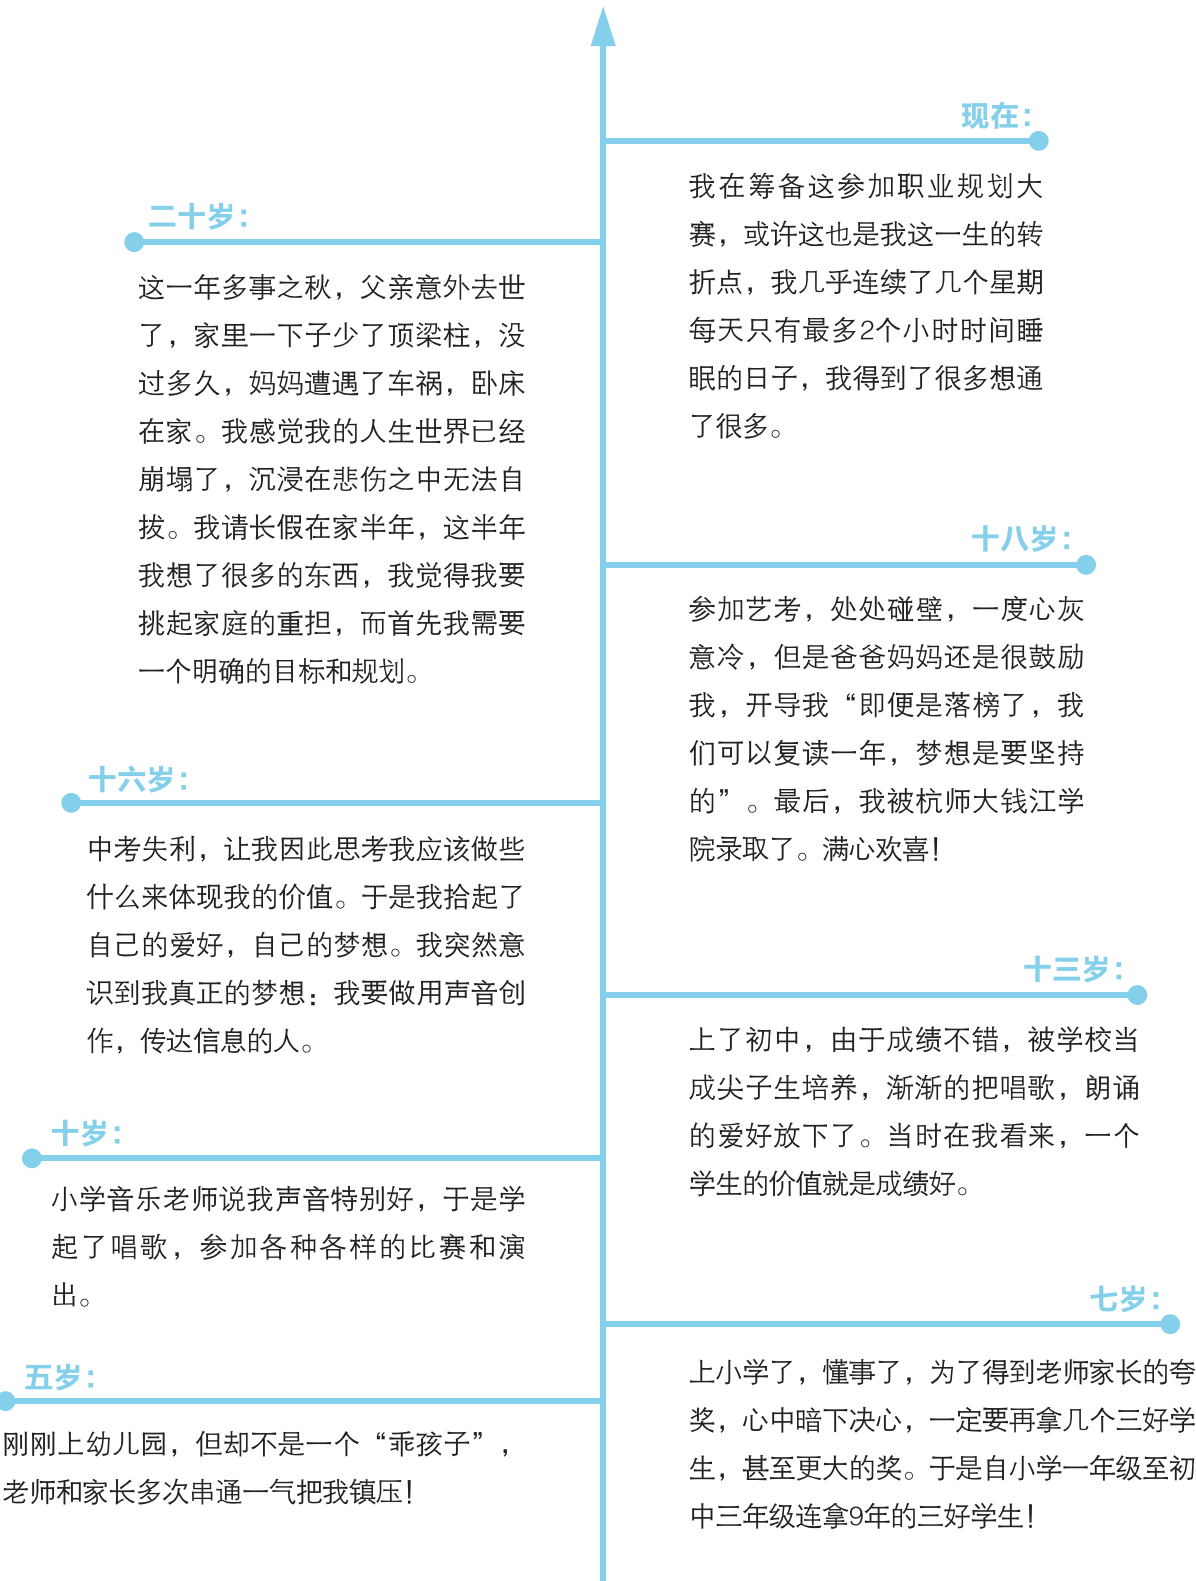 现在：
我在筹备这参加职业规划大
赛，或许这也是我这一生的转
折点，我几乎连续了几个星期
每天只有最多2个小时时间睡
眠的日子，我得到了很多想通
了很多。
二十岁：
这一年多事之秋，父亲意外去世
了，家里一下子少了顶梁柱，没
过多久，妈妈遭遇了车祸，卧床
在家。我感觉我的人生世界已经
崩塌了，沉浸在悲伤之中无法自
拔。我请长假在家半年，这半年
我想了很多的东西，我觉得我要
挑起家庭的重担，而首先我需要
一个明确的目标和规划。
十八岁：
参加艺考，处处碰壁，一度心灰
意冷，但是爸爸妈妈还是很鼓励
我，开导我“即便是落榜了，我
们可以复读一年，梦想是要坚持
的”。最后，我被杭师大钱江学
院录取了。满心欢喜！
十六岁：
中考失利，让我因此思考我应该做些
什么来体现我的价值。于是我拾起了
自己的爱好，自己的梦想。我突然意
识到我真正的梦想：我要做用声音创
作，传达信息的人。
十三岁：
上了初中，由于成绩不错，被学校当
成尖子生培养，渐渐的把唱歌，朗诵
的爱好放下了。当时在我看来，一个
学生的价值就是成绩好。
十岁：
小学音乐老师说我声音特别好，于是学
起了唱歌，参加各种各样的比赛和演
出。
七岁：
上小学了，懂事了，为了得到老师家长的夸
奖，心中暗下决心，一定要再拿几个三好学
生，甚至更大的奖。于是自小学一年级至初
中三年级连拿9年的三好学生！
五岁：
刚刚上幼儿园，但却不是一个“乖孩子”，
老师和家长多次串通一气把我镇压！